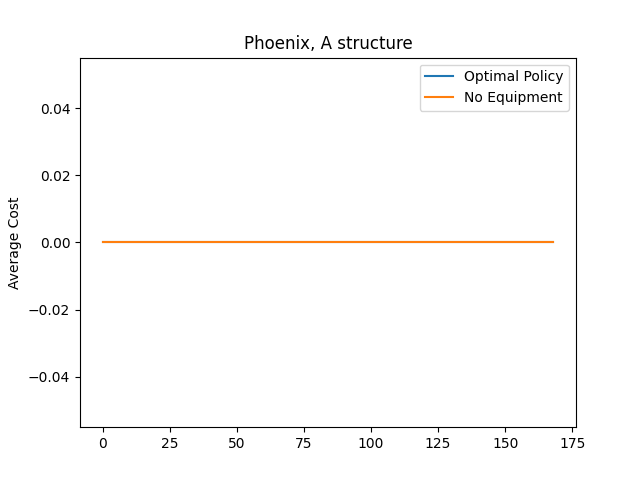 Phoenix, A structure
Optimal Policy
No Equipment
Average Cost
0.04
0.02
0.00
−0.02
−0.04
0 25 50 75 100 125 150 175